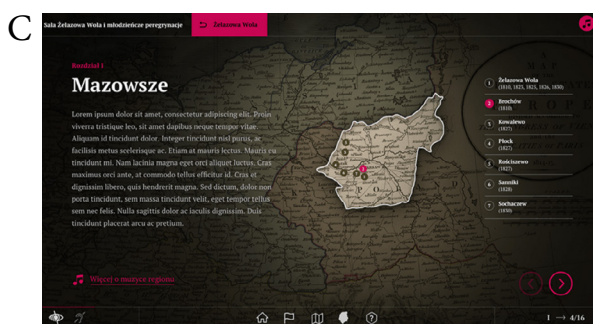 C
Sala Żelazowa Wola i młodzieńcze peregrynacje
Żelazowa Wola
Rozdział I
Mazowsze
Lorem ipsum dolor sit amet, consectetur adipiscing elit. Proin
viverra tristique leo, sit amet dapibus neque tempor vitae.
Aliquam id tincidunt dolor. Integer tincidunt nisl purus, ac
facilisis metus scelerisque ac. Etiam at mauris lectus. Mauris eu
tincidunt mi. Nam lacinia magna eget orci aliquet luctus. Cras
maximus orci ante, at commodo tellus efficitur id. Cras et
dignissim libero, quis hendrerit magna. Sed dictum, dolor non
porta tincidunt, sem massa tincidunt velit, eget tempor tellus
sem nec felis. Nulla sagittis dolor ac iaculis dignissim. Duis
tincidunt placerat arcu ac pretium.
Więcej o muzyce regionu
1 Żelazowa Wola
(1810, 1823, 1825, 1826, 1830)
2 Brochów
(1810)
3 Kowalewo
(1827)
4 Płock
(1827)
5 Rościszewo
(1827)
6 Sanniki
(1828)
7 Sochaczew
(1830)
1 → 4/16